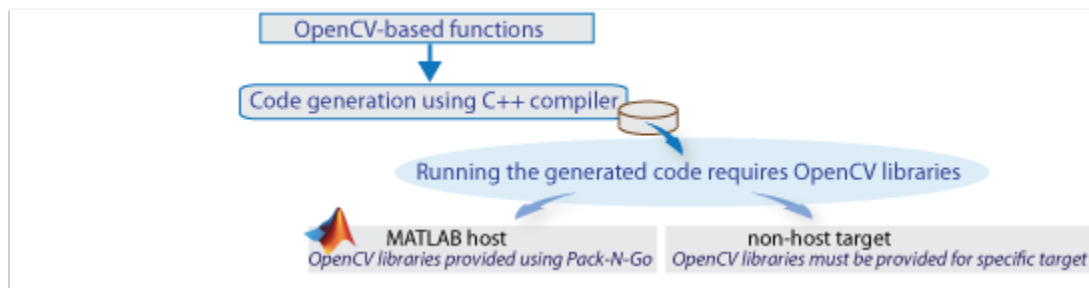 OpenCV-based functions
Code generation using C++ compiler
Running the generated code requires OpenCV libraries
MATLAB host
OpenCV libraries provided using Pack-N-Go
non-host target
OpenCV libraries must be provided for specific target